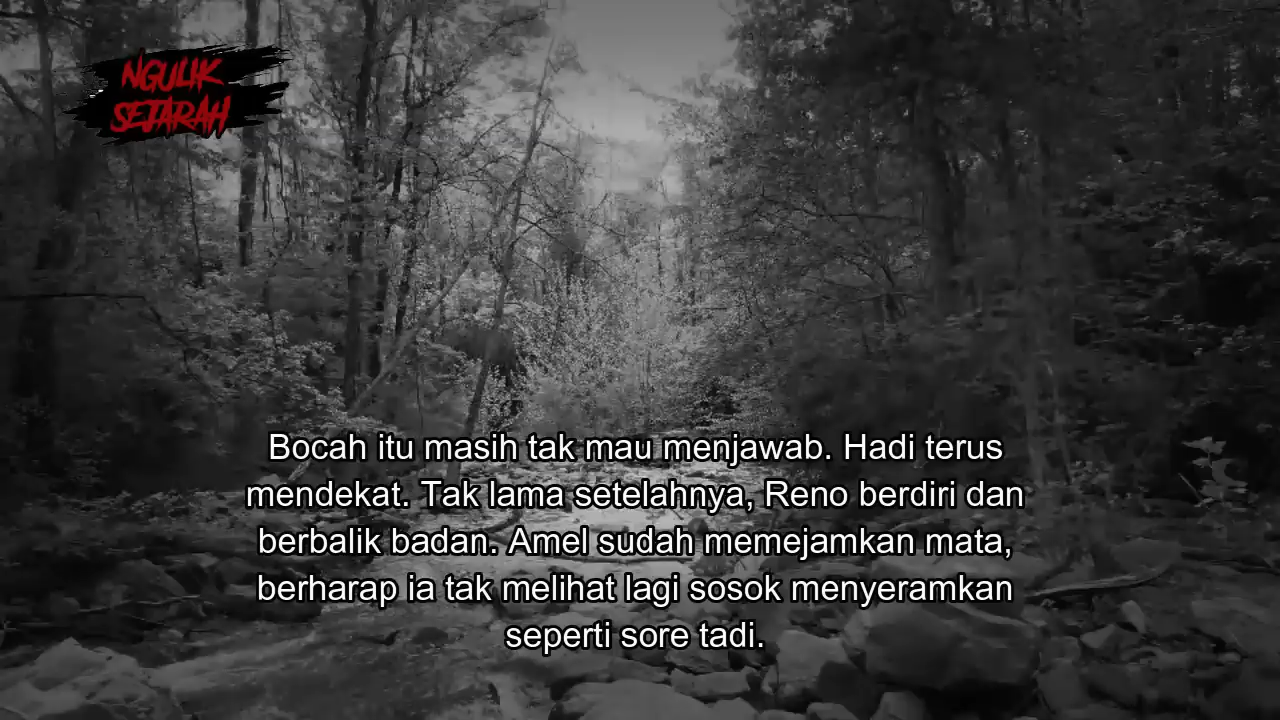 NGULIK
SEJARAH
Bocah itu masih tak mau menjawab. Hadi terus
mendekat. Tak lama setelahnya, Reno berdiri dan
berbalik badan. Amel sudah memejamkan mata,
berharap ia tak melihat lagi sosok menyeramkan
seperti sore tadi.